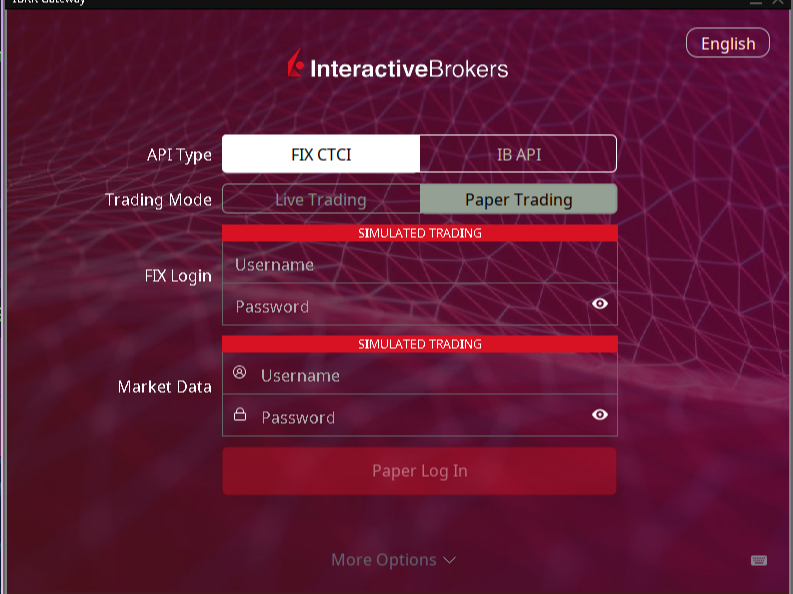 IBKR Gateway
English
InteractiveBrokers
API Type FIX CTCI IB API
Trading Mode Live Trading Paper Trading
SIMULATED TRADING
Username
FIX Login
Password
SIMULATED TRADING
Username
Market Data
Password
Paper Log In
More Options